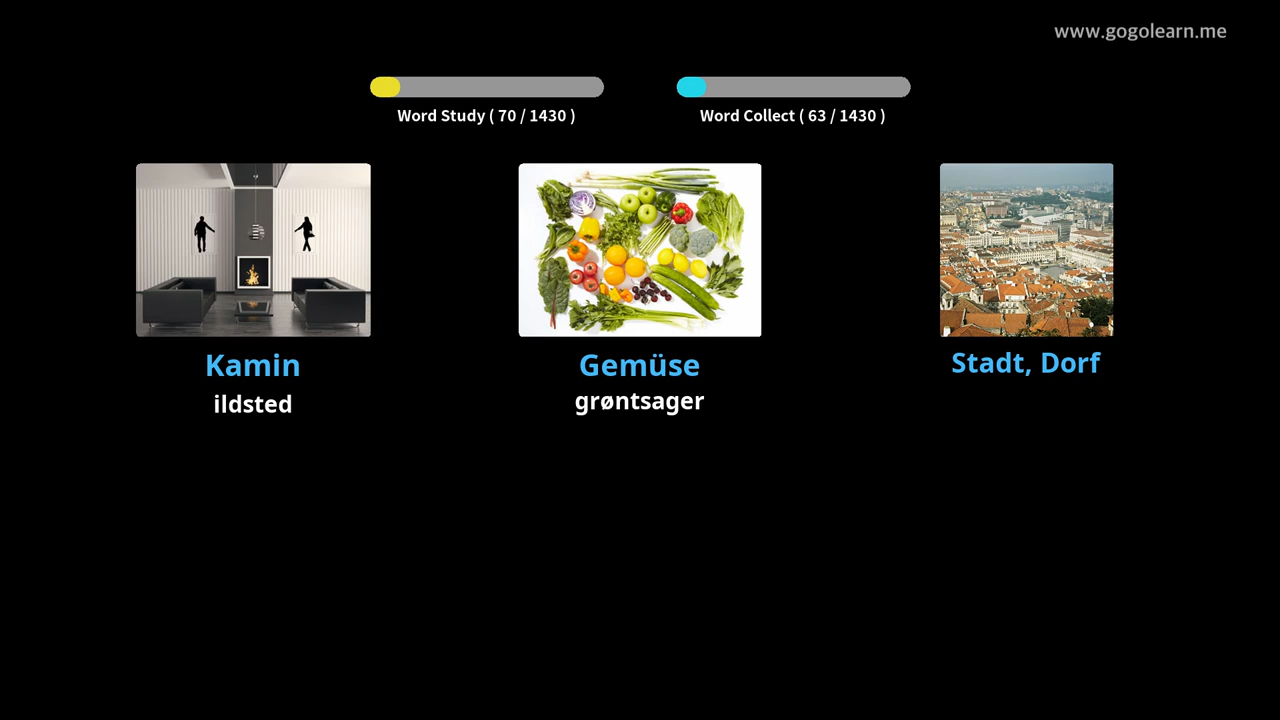 www.gogolearn.me
Word Study ( 70 / 1430 )
Word Collect ( 63 / 1430 )
Kamin
ildsted
Gemüse
grøntsager
Stadt, Dorf